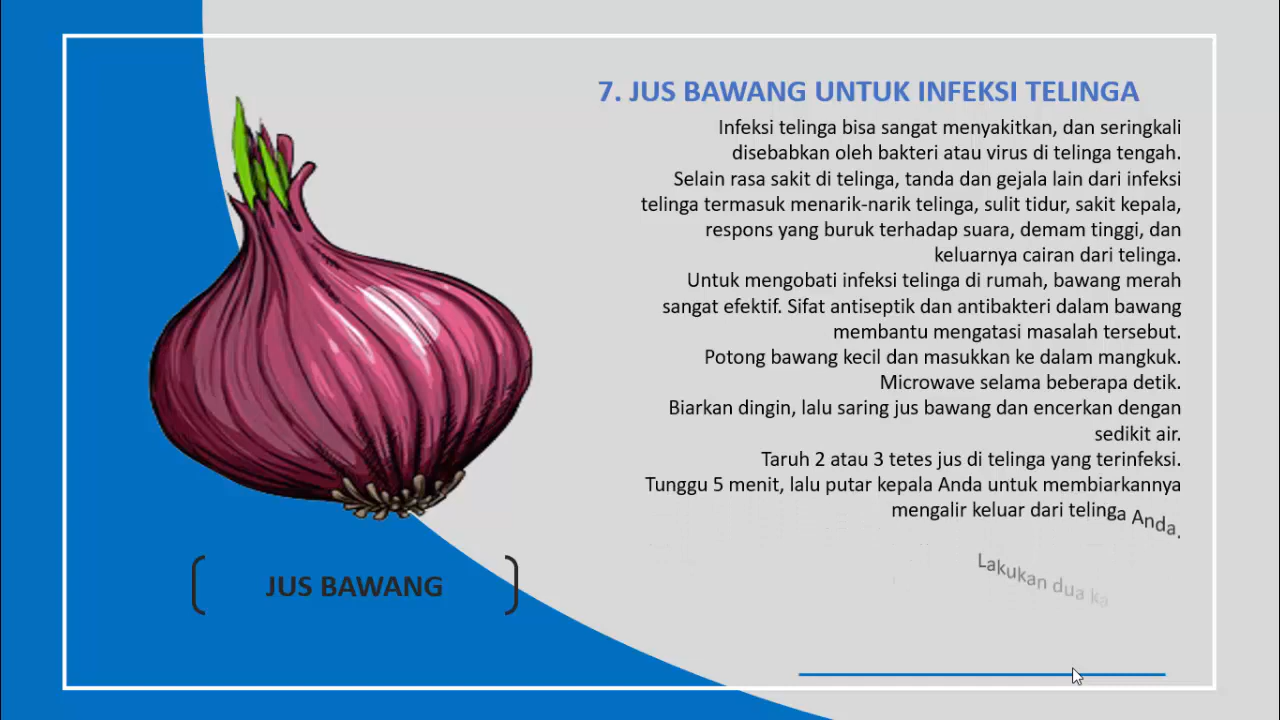 7. JUS BAWANG UNTUK INFEKSI TELINGA
Infeksi telinga bisa sangat menyakitkan, dan seringkali
disebabkan oleh bakteri atau virus di telinga tengah.
Selain rasa sakit di telinga, tanda dan gejala lain dari infeksi
telinga termasuk menarik-narik telinga, sulit tidur, sakit kepala,
respons yang buruk terhadap suara, demam tinggi, dan
keluarnya cairan dari telinga.
Untuk mengobati infeksi telinga di rumah, bawang merah
sangat efektif. Sifat antiseptik dan antibakteri dalam bawang
membantu mengatasi masalah tersebut.
Potong bawang kecil dan masukkan ke dalam mangkuk.
Microwave selama beberapa detik.
Biarkan dingin, lalu saring jus bawang dan encerkan dengan
sedikit air.
Taruh 2 atau 3 tetes jus di telinga yang terinfeksi.
Tunggu 5 menit, lalu putar kepala Anda untuk membiarkannya
mengalir keluar dari telinga Anda.
Lakukan dua ka
JUS BAWANG